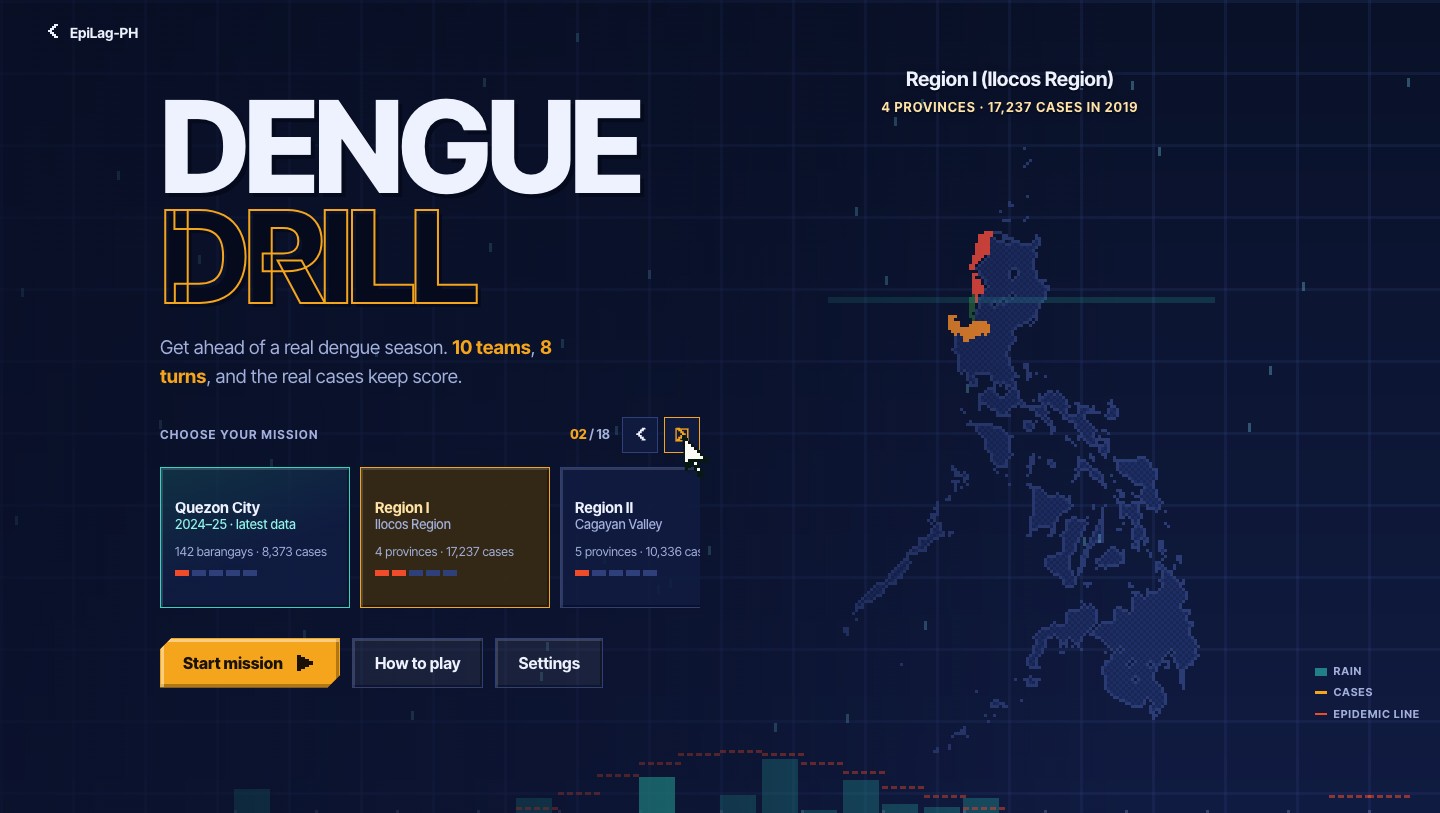 EpiLag-PH
Region I (Ilocos Region)
4 PROVINCES · 17,237 CASES IN 2019
DENGUE
DRILL
Get ahead of a real dengue season. 10 teams, 8
turns, and the real cases keep score.
CHOOSE YOUR MISSION
02 / 18
Quezon City
2024–25 · latest data
142 barangays · 8,373 cases
Region I
Ilocos Region
4 provinces · 17,237 cases
Region II
Cagayan Valley
5 provinces · 10,336 cas
Start mission
How to play
Settings
RAIN
CASES
EPIDEMIC LINE